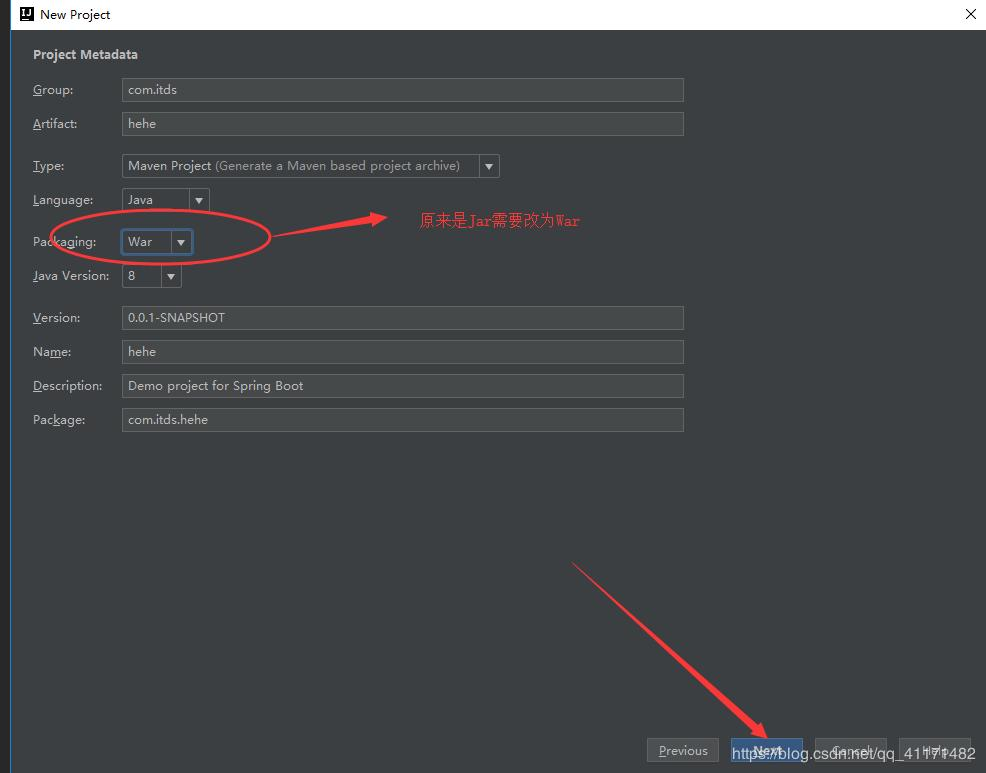 New Project
Project Metadata
Group: com.itds
Artifact: hehe
Type: Maven Project (Generate a Maven based project archive)
Language: Java
原来是Jar需要改为War
Packaging: War
Java Version: 8
Version: 0.0.1-SNAPSHOT
Name: hehe
Description: Demo project for Spring Boot
Package: com.itds.hehe
Previous Next Cancel Help
https://blog.csdn.net/qq_41171482